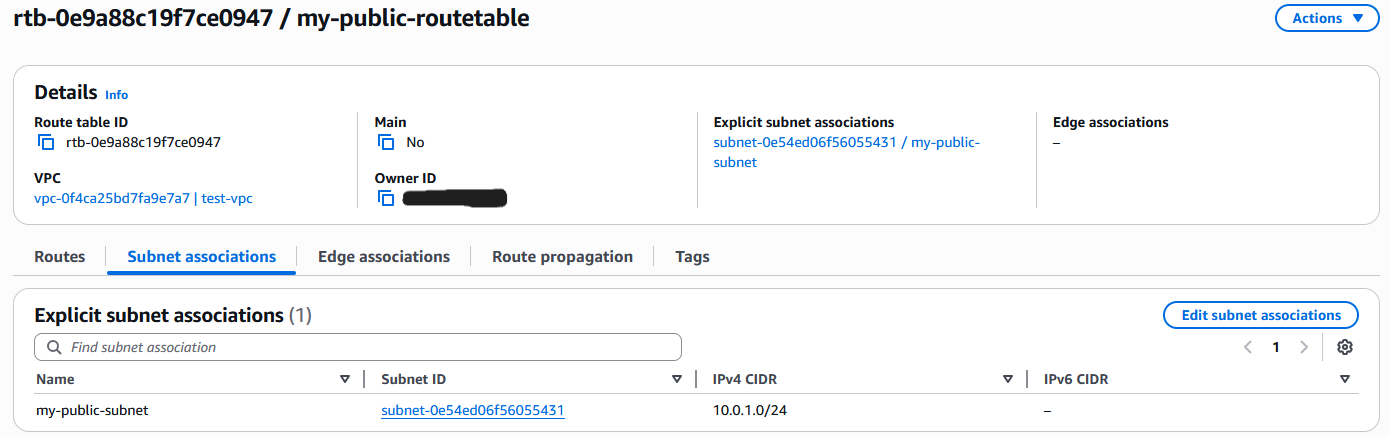 rtb-0e9a88c19f7ce0947 / my-public-routetable
Actions
Details Info
Route table ID
rtb-0e9a88c19f7ce0947
Main
No
Explicit subnet associations
subnet-0e54ed06f56055431 / my-public-
subnet
Edge associations
–
VPC
vpc-0f4ca25bd7fa9e7a7 | test-vpc
Owner ID
Routes
Subnet associations
Edge associations
Route propagation
Tags
Explicit subnet associations (1)
Edit subnet associations
Find subnet association
1
Name
Subnet ID
IPv4 CIDR
IPv6 CIDR
my-public-subnet
subnet-0e54ed06f56055431
10.0.1.0/24
–